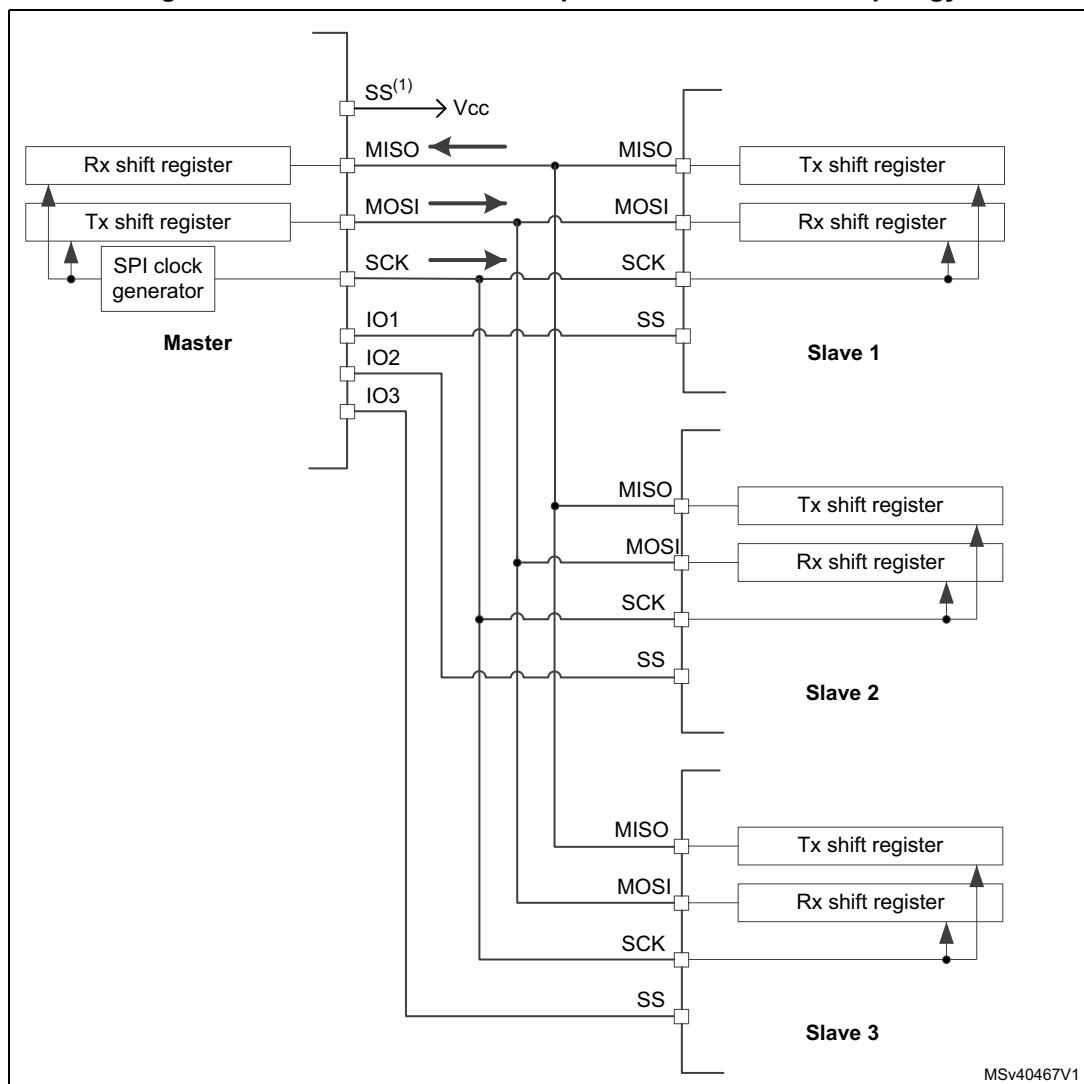 SS(1)
Vcc
Rx shift register
MISO
MISO
Tx shift register
Tx shift register
MOSI
MOSI
Rx shift register
SPI clock
generator
SCK
SCK
Master
IO1
SS
Slave 1
IO2
IO3
MISO
Tx shift register
MOSI
Rx shift register
SCK
SS
Slave 2
MISO
Tx shift register
MOSI
Rx shift register
SCK
SS
Slave 3
MSv40467V1